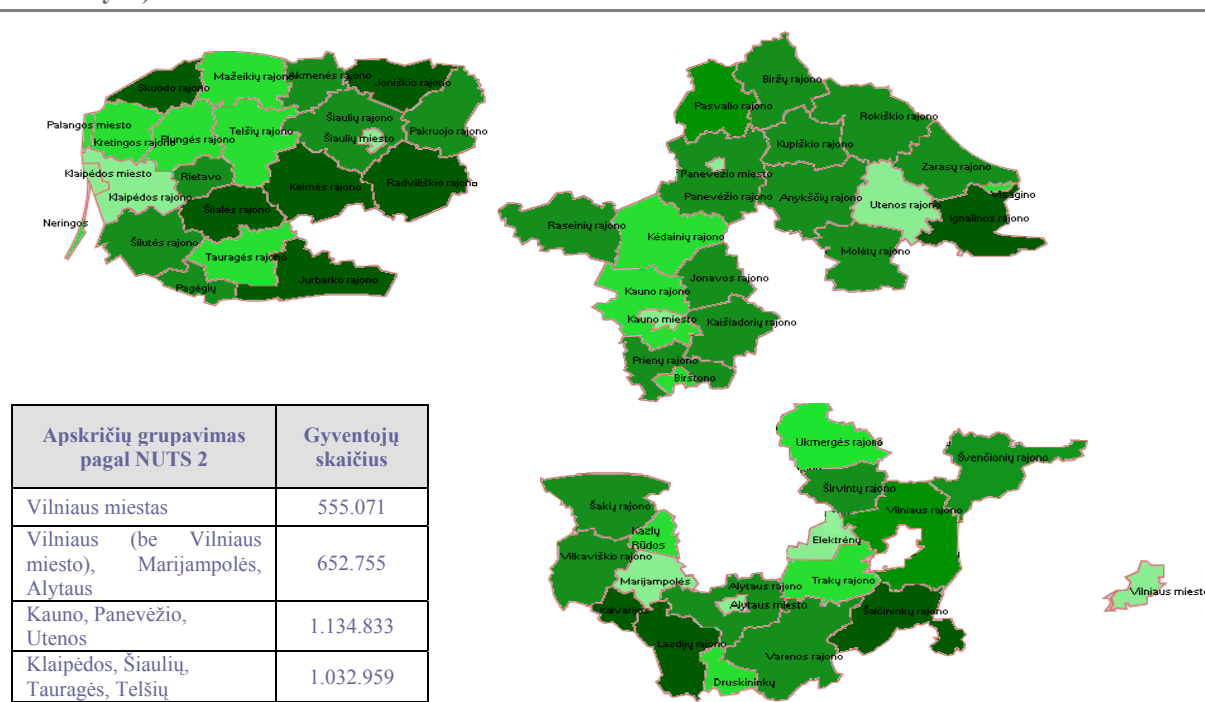 Skuodo rajono
Mažeikių rajono
Akmenės rajono
Joniškio rajono
Palangos miesto
Kretingos rajono
Plungės rajono
Telšių rajono
Šiaulių rajono
Šiaulių miesto
Pakruojo rajono
Klaipėdos miesto
Klaipėdos rajono
Rietavo
Kelmės rajono
Radviliškio rajono
Šilalės rajono
Neringos
Šilutės rajono
Tauragės rajono
Pagėgių
Jurbarko rajono
Biržų rajono
Pasvalio rajono
Rokiškio rajono
Kupiškio rajono
Zarasų rajono
Panevėžio miesto
Panevėžio rajono
Anykščių rajono
Utenos rajono
Visagino
Ignalinos rajono
Raseinių rajono
Kėdainių rajono
Molėtų rajono
Jonavos rajono
Kauno rajono
Kauno miesto
Kaišiadorių rajono
Prienų rajono
Birštono
Apskričių grupavimas
pagal NUTS 2
Gyventojų
skaičius
Vilniaus miestas
555.071
Vilniaus (be Vilniaus
miesto), Marijampolės,
Alytaus
652.755
Kauno, Panevėžio,
Utenos
1.134.833
Klaipėdos, Šiaulių,
Tauragės, Telšių
1.032.959
Ukmergės rajono
Švenčionių rajono
Širvintų rajono
Vilniaus rajono
Šakių rajono
Kazlų
Rūdos
Elektrėnų
Vilkaviškio rajono
Marijampolės
Alytaus rajono
Trakų rajono
Alytaus miesto
Kalvarijos
Šalčininkų rajono
Lazdijų rajono
Varėnos rajono
Druskininkų
Vilniaus miesto